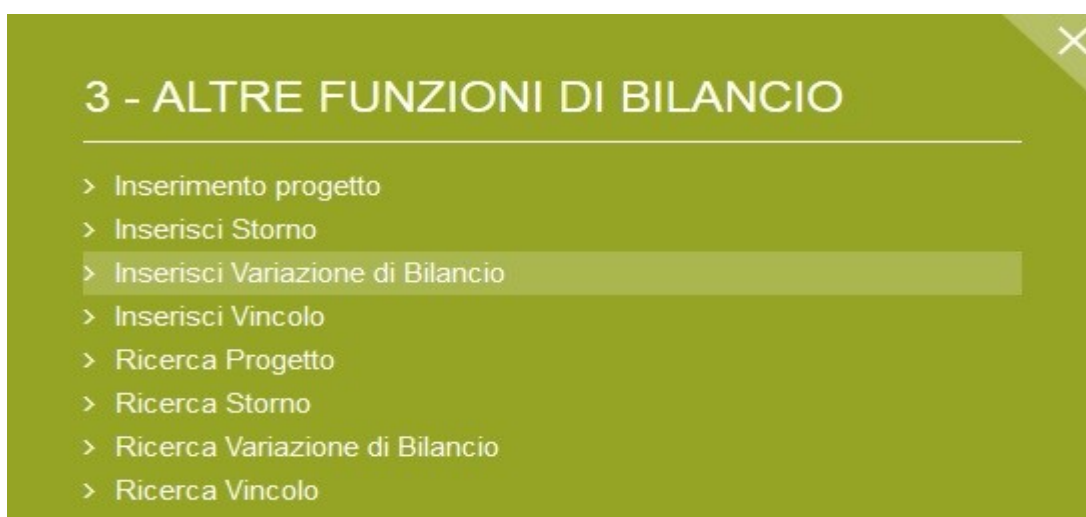 3 - ALTRE FUNZIONI DI BILANCIO
> Inserimento progetto
> Inserisci Storno
> Inserisci Variazione di Bilancio
> Inserisci Vincolo
> Ricerca Progetto
> Ricerca Storno
> Ricerca Variazione di Bilancio
> Ricerca Vincolo